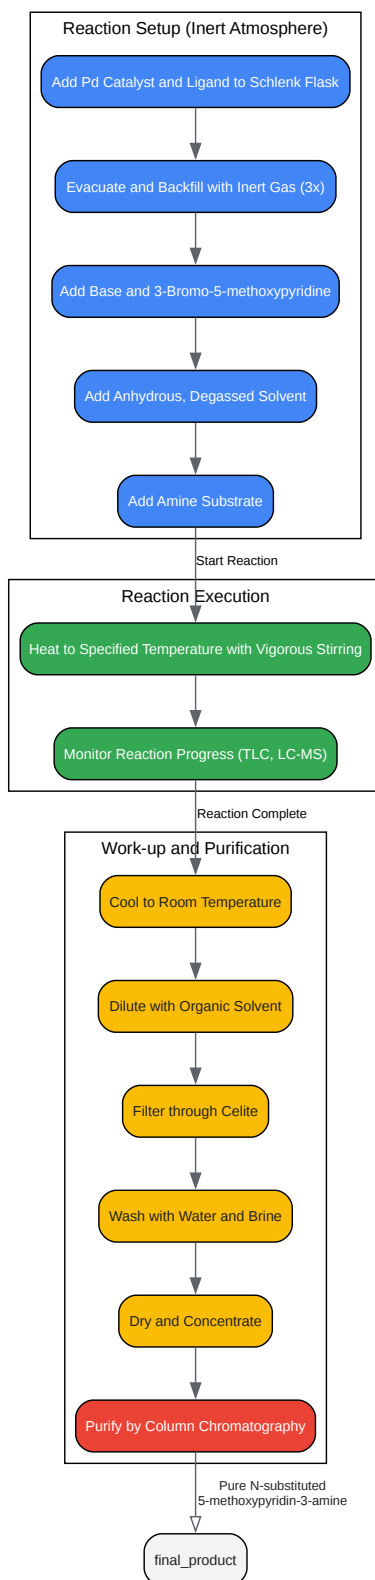 Reaction Setup (Inert Atmosphere)
Add Pd Catalyst and Ligand to Schlenk Flask
Evacuate and Backfill with Inert Gas (3x)
Add Base and 3-Bromo-5-methoxypyridine
Add Anhydrous, Degassed Solvent
Add Amine Substrate
Start Reaction
Reaction Execution
Heat to Specified Temperature with Vigorous Stirring
Monitor Reaction Progress (TLC, LC-MS)
Reaction Complete
Work-up and Purification
Cool to Room Temperature
Dilute with Organic Solvent
Filter through Celite
Wash with Water and Brine
Dry and Concentrate
Purify by Column Chromatography
Pure N-substituted
5-methoxypyridin-3-amine
final_product